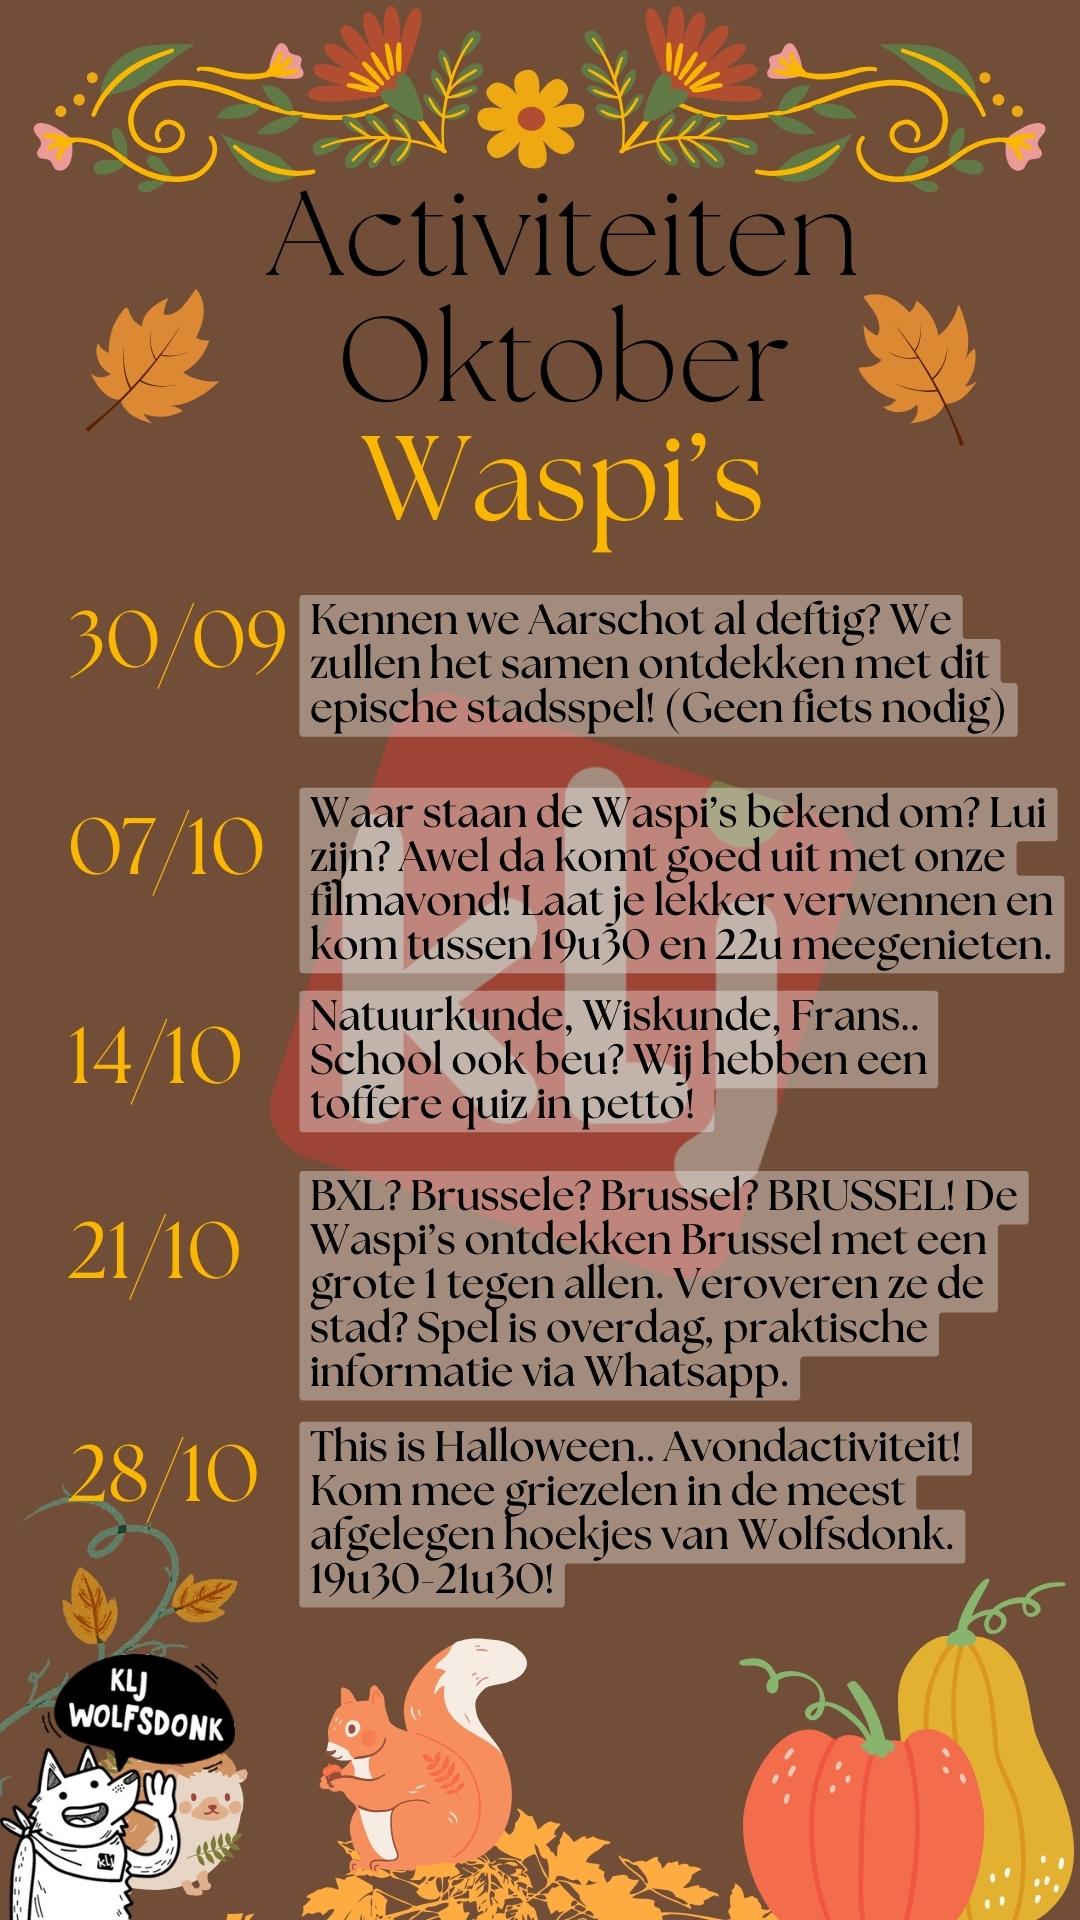 Activiteiten
Oktober
Waspi's
30/09
Kennen we Aarschot al deftig? We
zullen het samen ontdekken met dit
epische stadsspel! (Geen fiets nodig)
07/10
Waar staan de Waspi's bekend om? Lui
zijn? Awel da komt goed uit met onze
filmavond! Laat je lekker verwennen en
kom tussen 19u30 en 22u meegenieten.
14/10
Natuurkunde, Wiskunde, Frans..
School ook beu? Wij hebben een
toffere quiz in petto!
21/10
BXL? Brussele? Brussel? BRUSSEL! De
Waspi's ontdekken Brussel met een
grote 1 tegen allen. Veroveren ze de
stad? Spel is overdag, praktische
informatie via Whatsapp.
28/10
This is Halloween.. Avondactiviteit!
Kom mee griezelen in de meest
afgelegen hoekjes van Wolfsdonk.
19u30-21u30!
klj
KLJ
WOLFSDONK
KLJ